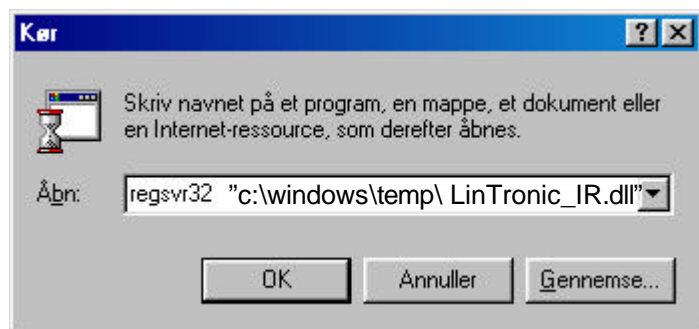 Kør
Skriv navnet på et program, en mappe, et dokument eller
en Internet-ressource, som derefter åbnes.
Åbn: regsvr32 ”c:\windows\temp\ LinTronic_IR.dll”
OK Annuller Gennemse...